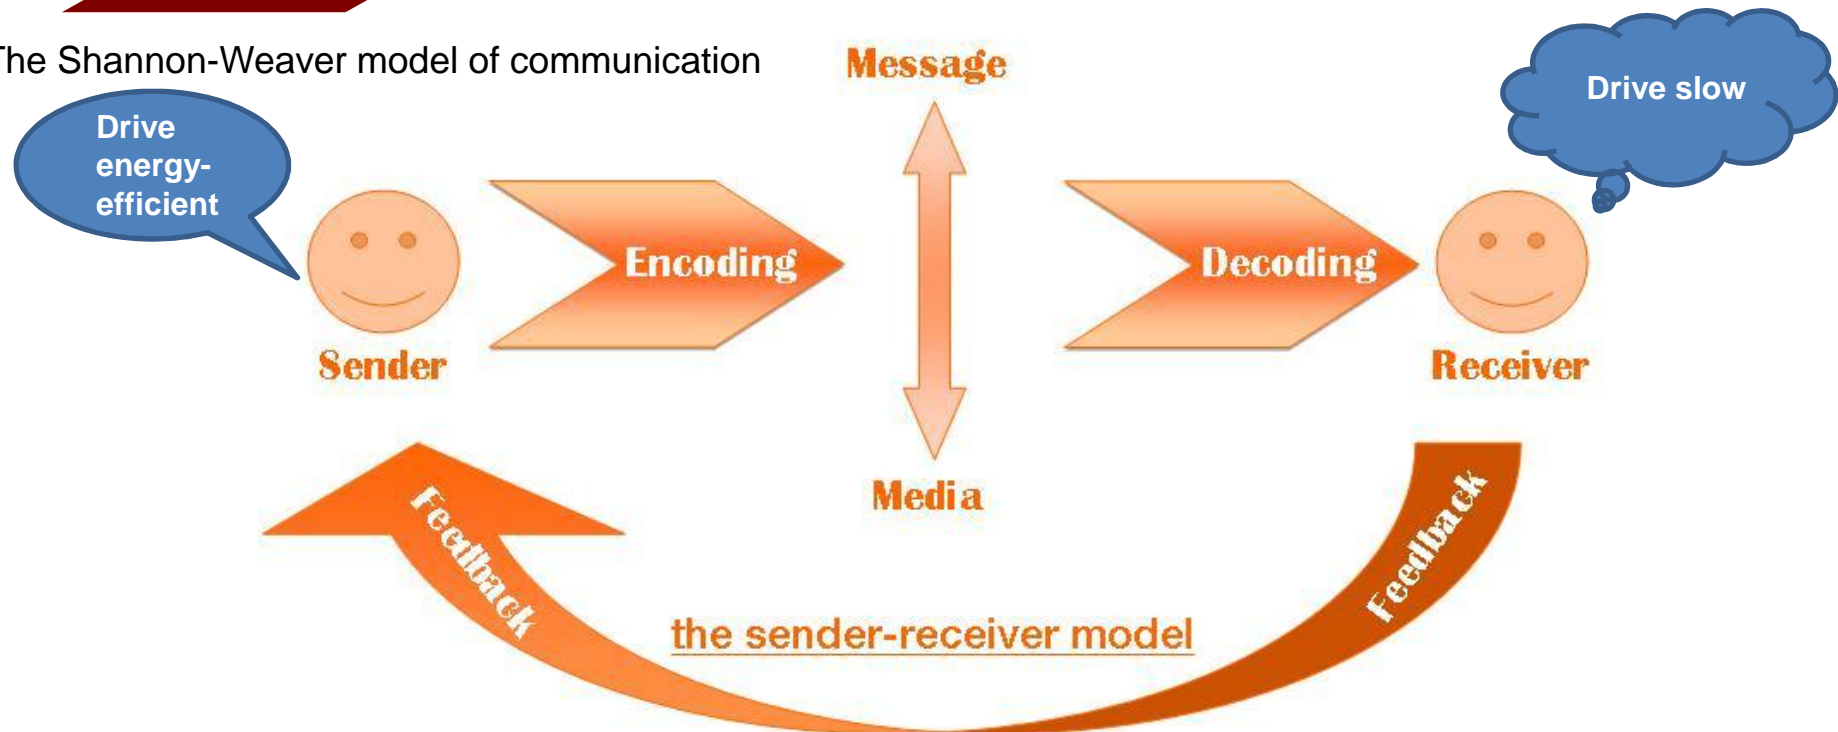 The Shannon-Weaver model of communication
Message
Drive slow
Drive
energy-
efficient
Encoding
Decoding
Sender
Receiver
Media
Feedback
Feedback
the sender-receiver model